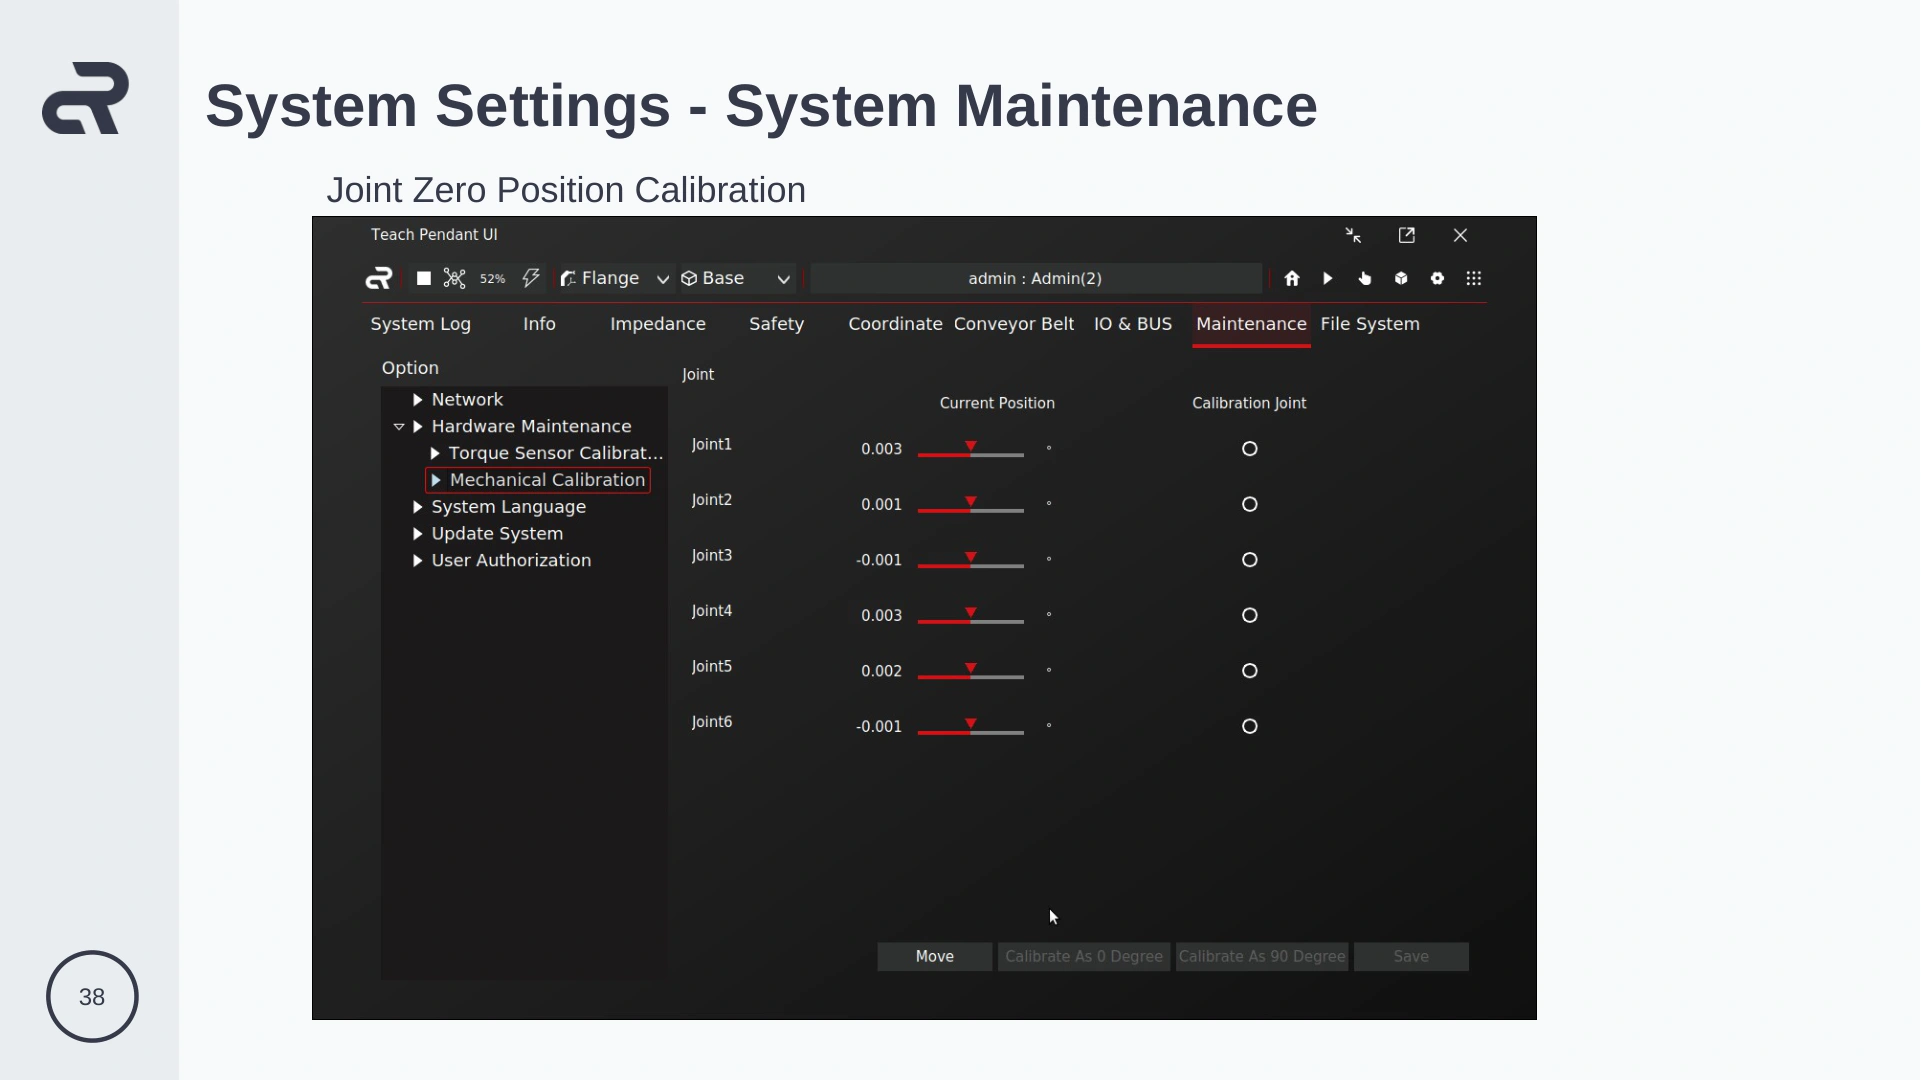 System Settings - System Maintenance
Joint Zero Position Calibration
Teach Pendant UI
52% Flange Base admin : Admin(2)
System Log Info Impedance Safety Coordinate Conveyor Belt IO & BUS Maintenance File System
Option
Network
Hardware Maintenance
Torque Sensor Calibrat...
Mechanical Calibration
System Language
Update System
User Authorization
Joint
Current Position Calibration Joint
Joint1 0.003 °
Joint2 0.001 °
Joint3 -0.001 °
Joint4 0.003 °
Joint5 0.002 °
Joint6 -0.001 °
Move Calibrate As 0 Degree Calibrate As 90 Degree Save
38